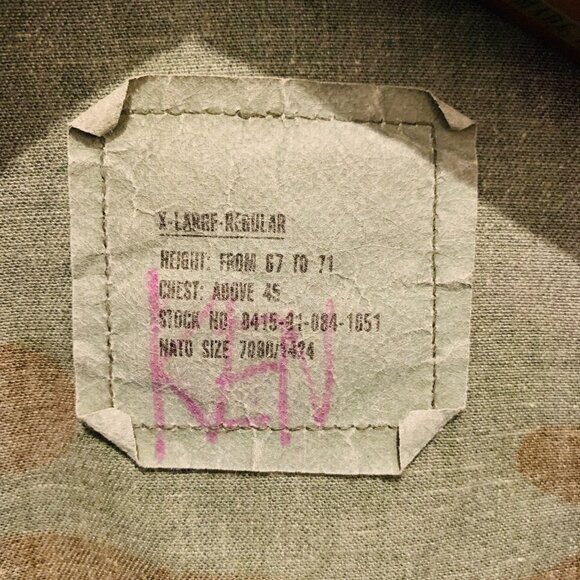 X-LARGE-REGULAR
HEIGHT: FROM 67 TO 71
CHEST: ABOVE 45
STOCK NO 8415-01-084-1651
NATO SIZE 7080/1424
KEN